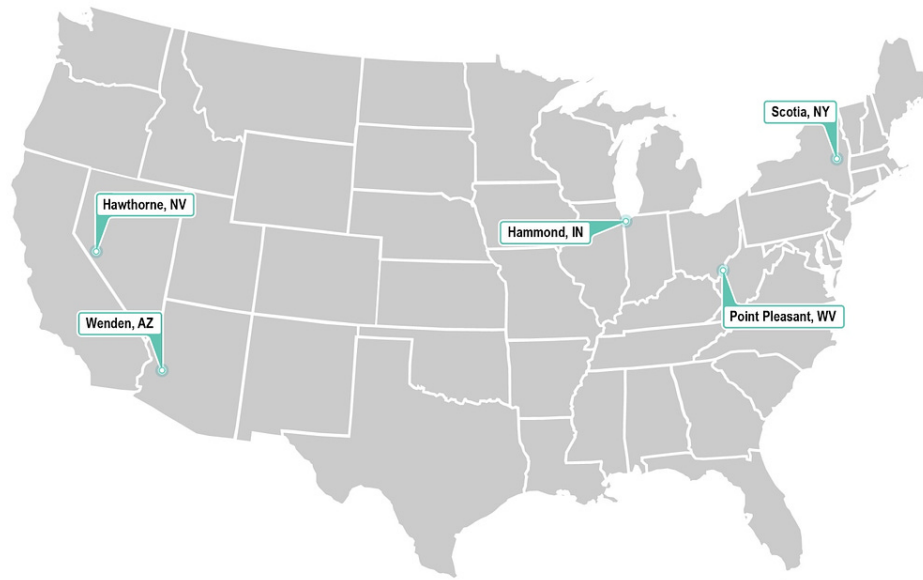 Scotia, NY
Hawthorne, NV
Hammond, IN
Wenden, AZ
Point Pleasant, WV